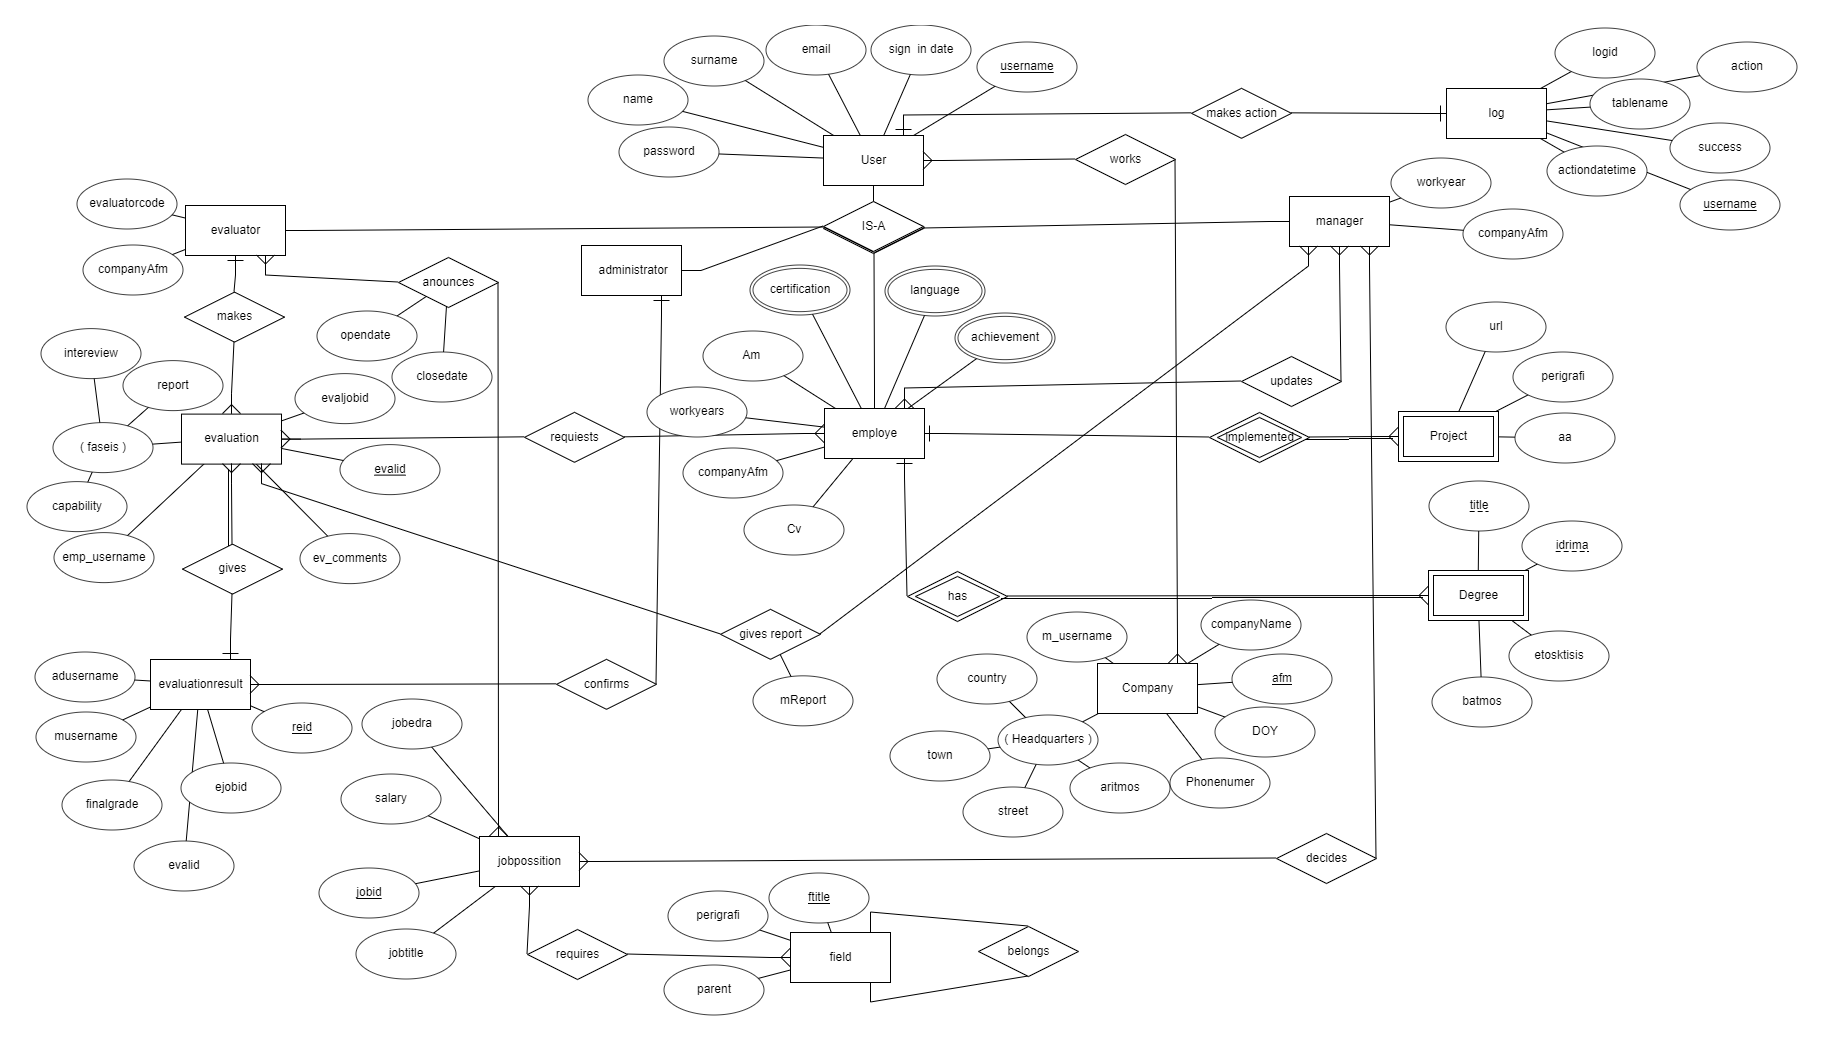 email
sign in date
surname
username
name
password
User
makes action
works
logid
action
tablename
log
success
actiondatetime
username
workyear
manager
companyAfm
evaluatorcode
evaluator
companyAfm
IS-A
administrator
anounces
makes
opendate
closedate
certification
language
achievement
Am
workyears
employe
companyAfm
Cv
intereview
report
evaljobid
( faseis )
evaluation
evalid
capability
emp_username
ev_comments
requiests
updates
implemented
url
perigrafi
Project
aa
title
idrima
Degree
etosktisis
batmos
has
gives
gives report
mReport
confirms
adusername
evaluationresult
musername
reid
finalgrade
ejobid
evalid
m_username
companyName
country
Company
afm
( Headquarters )
DOY
town
Phonenumer
aritmos
street
jobedra
salary
jobpossition
decides
jobid
jobtitle
requires
perigrafi
ftitle
field
parent
belongs